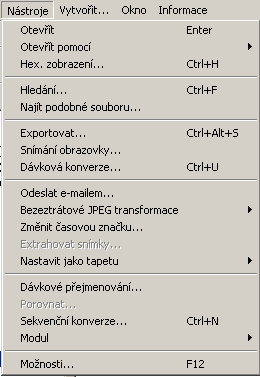 Nástroje Vytvořit... Okno Informace
Otevřít Enter
Otevřít pomocí
Hex. zobrazení... Ctrl+H
Hledání... Ctrl+F
Najít podobné souboru...
Exportovat... Ctrl+Alt+S
Snímání obrazovky...
Dávková konverze... Ctrl+U
Odeslat e-mailem...
Bezeztrátové JPEG transformace
Změnit časovou značku...
Extrahovat snímky...
Nastavit jako tapetu
Dávkové přejmenování...
Porovnat...
Sekvenční konverze... Ctrl+N
Modul
Možnosti... F12